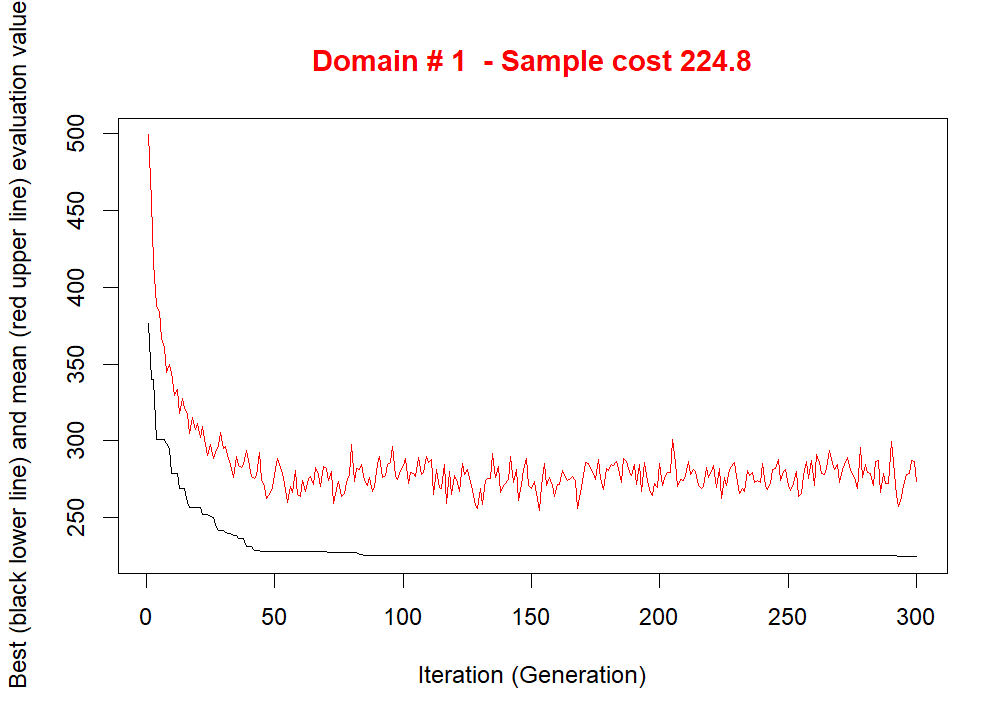 Domain # 1  - Sample cost 224.8
Best (black lower line) and mean (red upper line) evaluation value
500
450
400
350
300
250
0 50 100 150 200 250 300
Iteration (Generation)